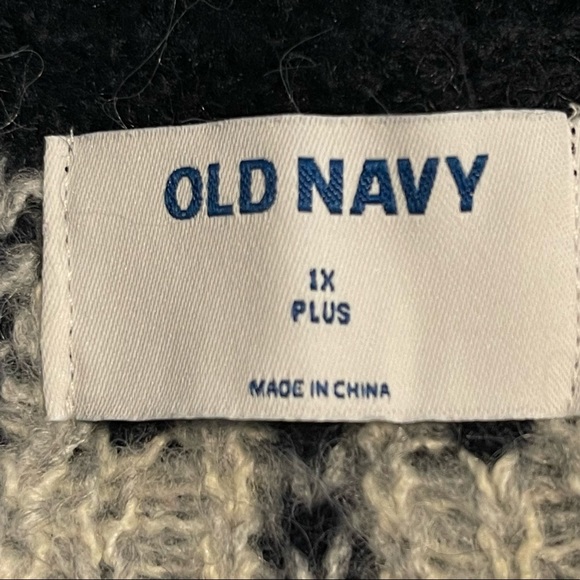 OLD NAVY
1X
PLUS
MADE IN CHINA